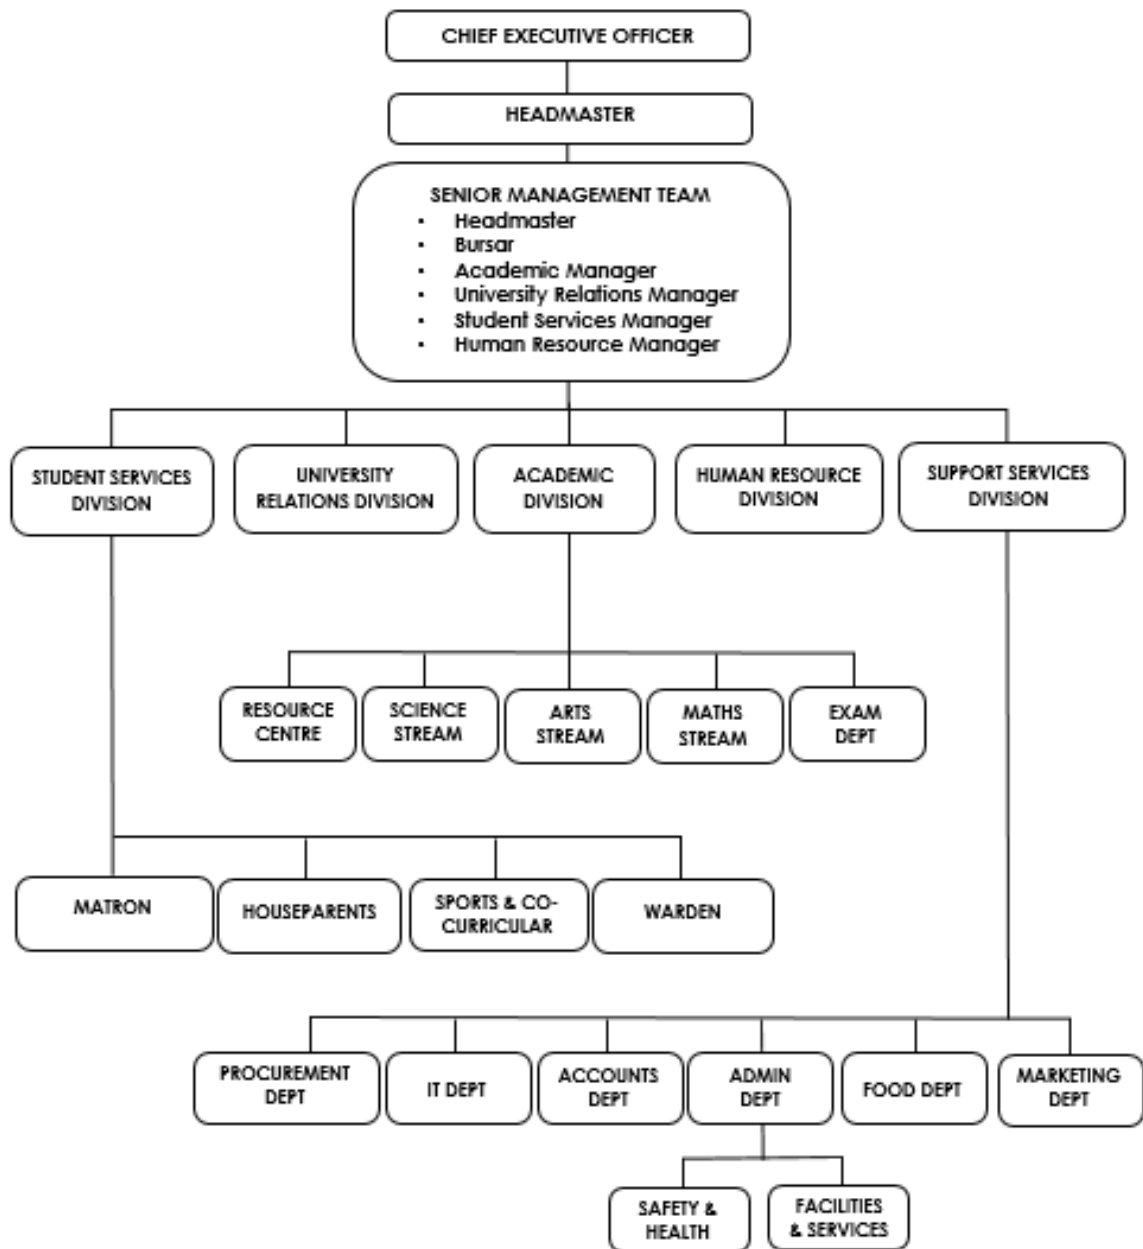 CHIEF EXECUTIVE OFFICER
HEADMASTER
SENIOR MANAGEMENT TEAM
• Headmaster
• Bursar
• Academic Manager
• University Relations Manager
• Student Services Manager
• Human Resource Manager
STUDENT SERVICES
DIVISION
UNIVERSITY
RELATIONS DIVISION
ACADEMIC
DIVISION
HUMAN RESOURCE
DIVISION
SUPPORT SERVICES
DIVISION
RESOURCE
CENTRE
SCIENCE
STREAM
ARTS
STREAM
MATHS
STREAM
EXAM
DEPT
MATRON
HOUSEPARENTS
SPORTS & CO-
CURRICULAR
WARDEN
PROCUREMENT
DEPT
IT DEPT
ACCOUNTS
DEPT
ADMIN
DEPT
FOOD DEPT
MARKETING
DEPT
SAFETY &
HEALTH
FACILITIES
& SERVICES